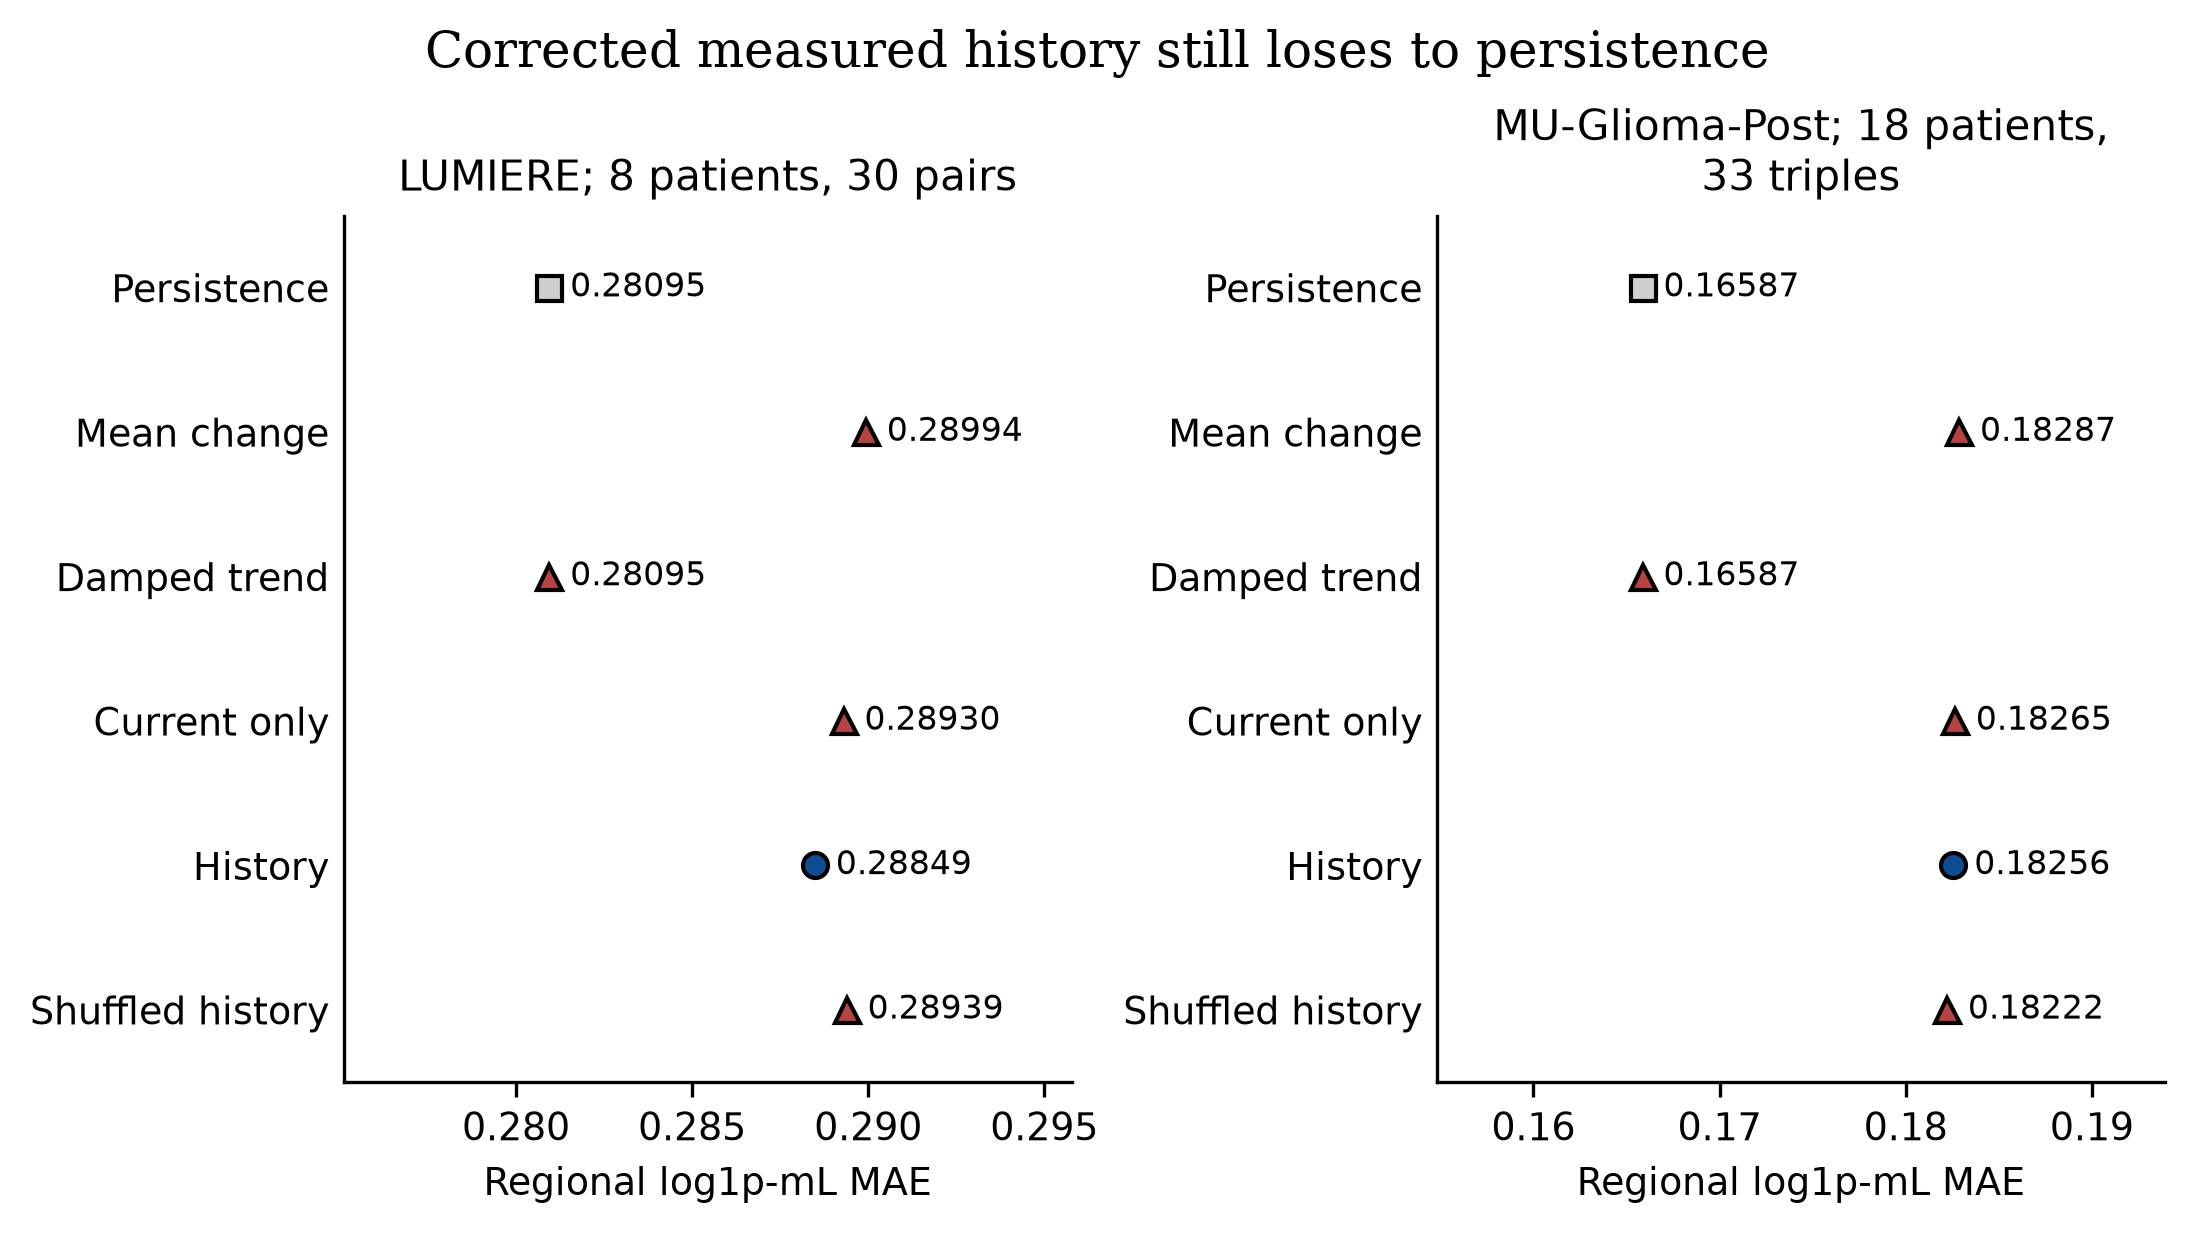 Corrected measured history still loses to persistence
LUMIERE; 8 patients, 30 pairs
Persistence
0.28095
Mean change
0.28994
Damped trend
0.28095
Current only
0.28930
History
0.28849
Shuffled history
0.28939
0.280 0.285 0.290 0.295
Regional log1p-mL MAE
MU-Glioma-Post; 18 patients,
33 triples
Persistence
0.16587
Mean change
0.18287
Damped trend
0.16587
Current only
0.18265
History
0.18256
Shuffled history
0.18222
0.16 0.17 0.18 0.19
Regional log1p-mL MAE